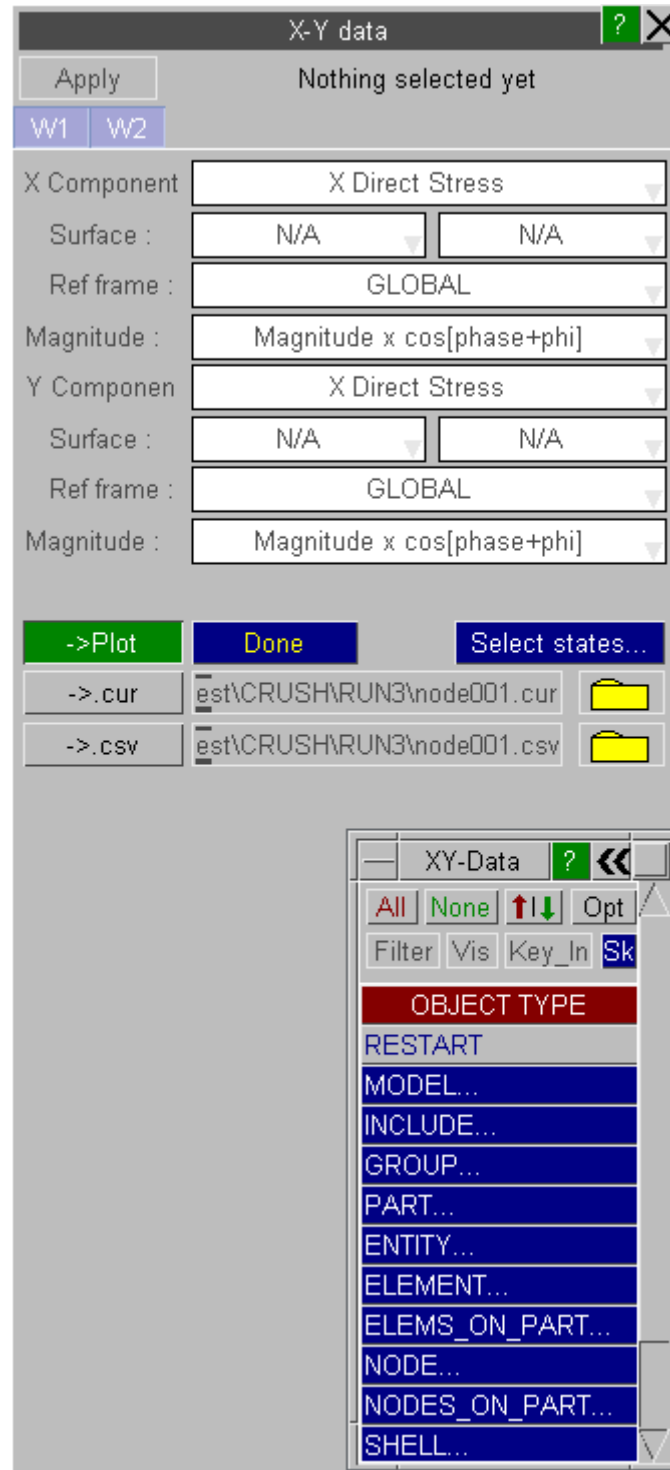 X-Y data ?
Apply Nothing selected yet
W1 W2
X Component X Direct Stress
Surface : N/A N/A
Ref frame : GLOBAL
Magnitude : Magnitude x cos[phase+phi]
Y Componen X Direct Stress
Surface : N/A N/A
Ref frame : GLOBAL
Magnitude : Magnitude x cos[phase+phi]
->Plot Done Select states...
->.cur est\CRUSH\RUN3\node001.cur
->.csv est\CRUSH\RUN3\node001.csv
XY-Data ?
All None Opt
Filter Vis Key_In Sk
OBJECT TYPE
RESTART
MODEL...
INCLUDE...
GROUP...
PART...
ENTITY...
ELEMENT...
ELEMS_ON_PART...
NODE...
NODES_ON_PART...
SHELL...